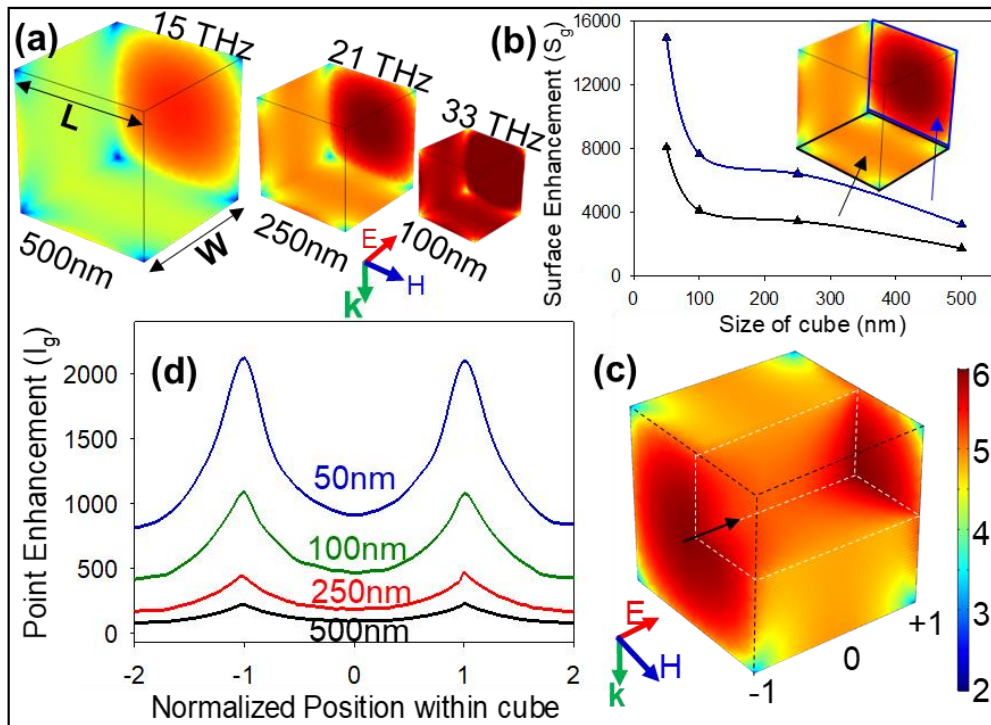 (a)
15 THz
21 THz
33 THz
L
W
500nm
250nm
100nm
E
H
k
(b)
Surface Enhancement (Sg)
16000
12000
8000
4000
0
0 100 200 300 400 500
Size of cube (nm)
(d)
Point Enhancement (Ig)
2000
1500
1000
500
0
50nm
100nm
250nm
500nm
-2 -1 0 1 2
Normalized Position within cube
(c)
E
H
k
-1
0
+1
6
5
4
3
2